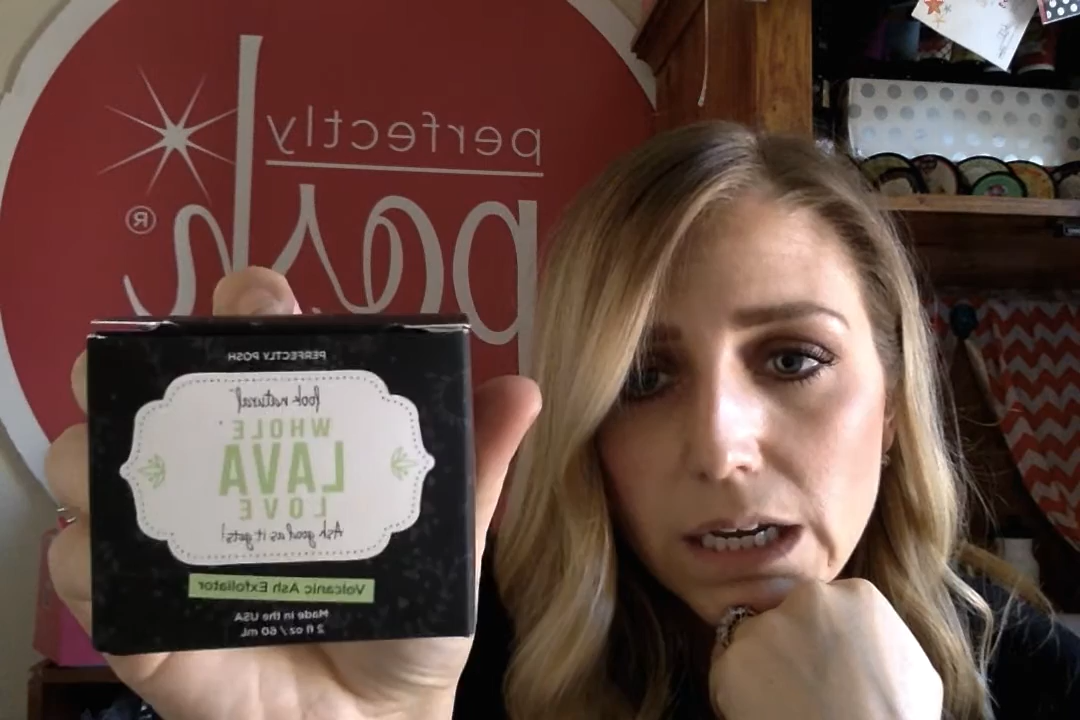 perfectly
posh®
PERFECTLY POSH
look natural™
WHOLE
LAVA
LOVE
Ash good as it gets!
Volcanic Ash Exfoliator
Made in the USA
2 fl oz / 60 mL